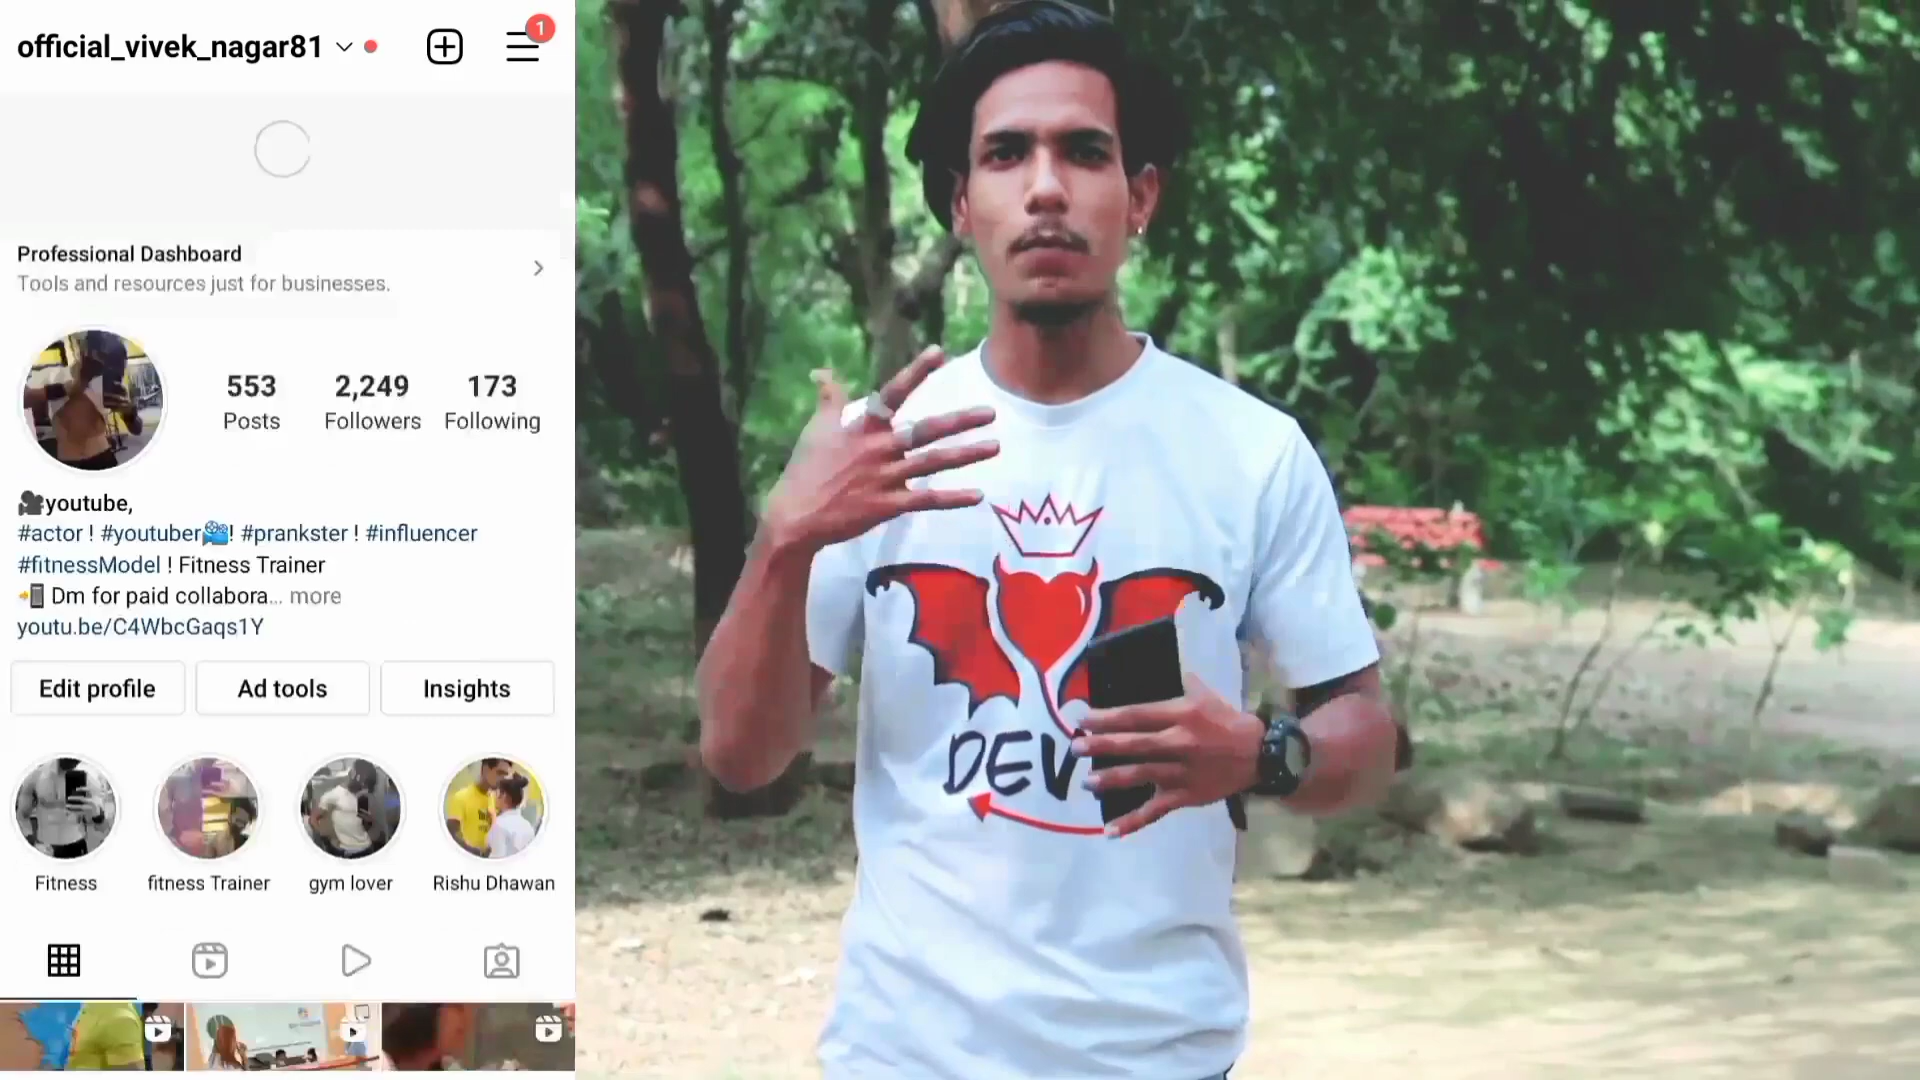 official_vivek_nagar81
1
Professional Dashboard
Tools and resources just for businesses.
553 2,249 173
Posts Followers Following
🎥youtube,
#actor ! #youtuber📽! #prankster ! #influencer
#fitnessModel ! Fitness Trainer
📲 Dm for paid collabora... more
youtu.be/C4WbcGaqs1Y
Edit profile Ad tools Insights
Fitness fitness Trainer gym lover Rishu Dhawan
DEV